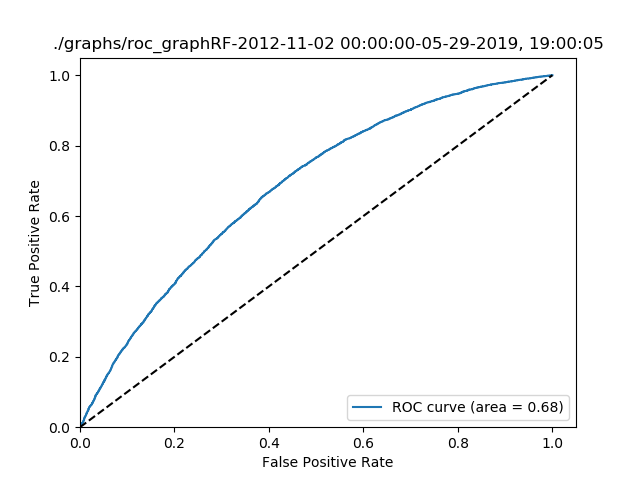 ./graphs/roc_graphRF-2012-11-02 00:00:00-05-29-2019, 19:00:05
1.0
0.8
0.6
0.4
0.2
0.0
True Positive Rate
ROC curve (area = 0.68)
0.0 0.2 0.4 0.6 0.8 1.0
False Positive Rate